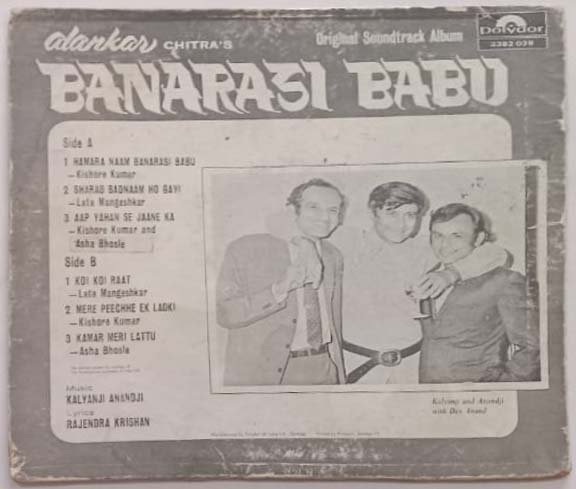 alankar CHITRA'S
Original Soundtrack Album
Polydor
2392 029
BANARASI BABU
Side A
1 HAMARA NAAM BANARASI BABU
–Kishore Kumar
2 SHARAB BADNAAM HO GAYI
–Lata Mangeshkar
3 AAP YAHAN SE JAANE KA
–Kishore Kumar and
Asha Bhosle
Side B
1 KOI KOI RAAT
–Lata Mangeshkar
2 MERE PEECHHE EK LADKI
–Kishore Kumar
3 KAMAR MERI LATTU
–Asha Bhosle
Music
KALYANJI ANANDJI
Lyrics
RAJENDRA KRISHAN
Kalyanji and Anandji
with Dev Anand